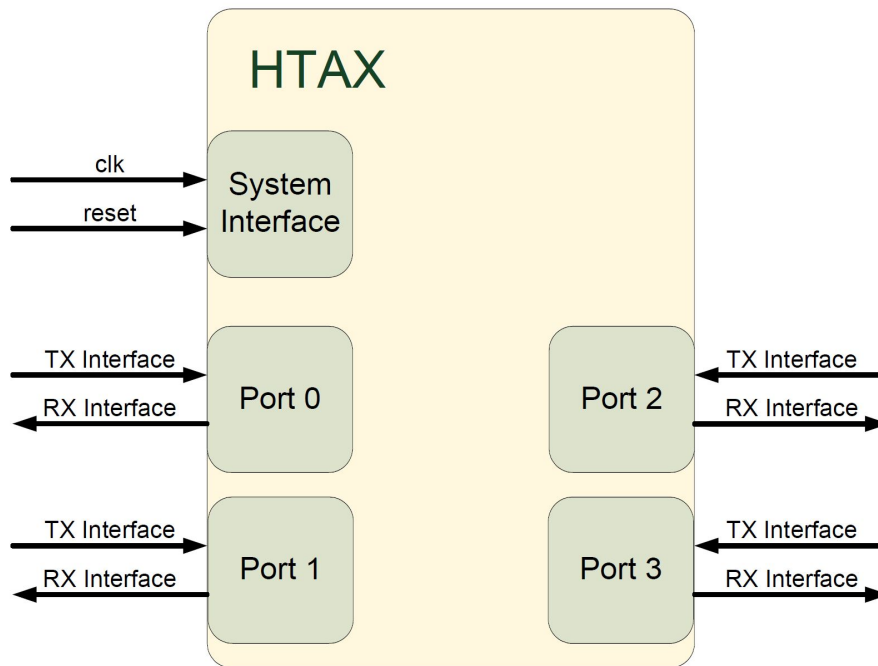 HTAX
clk
reset
System
Interface
TX Interface
RX Interface
Port 0
Port 2
TX Interface
RX Interface
TX Interface
RX Interface
Port 1
Port 3
TX Interface
RX Interface